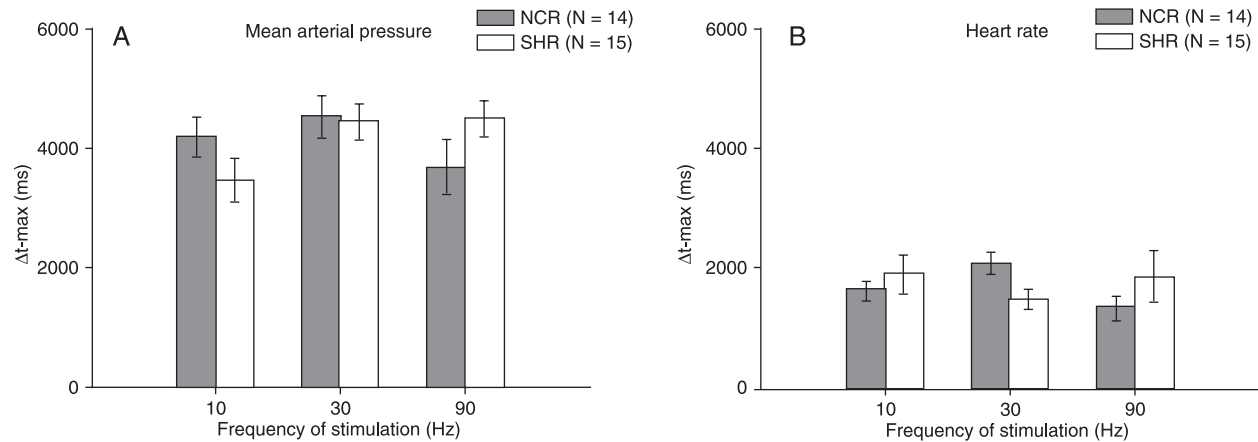 A
Mean arterial pressure
NCR (N = 14)
SHR (N = 15)
6000
4000
2000
0
Δt-max (ms)
10 30 90
Frequency of stimulation (Hz)
B
Heart rate
NCR (N = 14)
SHR (N = 15)
6000
4000
2000
0
Δt-max (ms)
10 30 90
Frequency of stimulation (Hz)